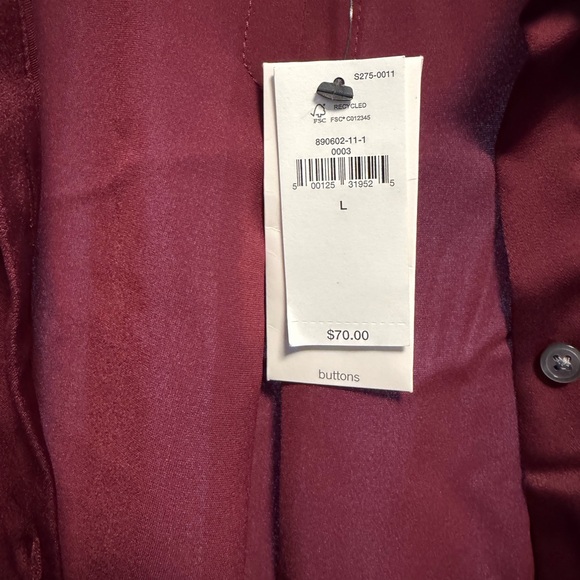 S275-0011
RECYCLED
FSC FSC® C012345
890602-11-1
0003
5 00125 31952 5
L
$70.00
buttons